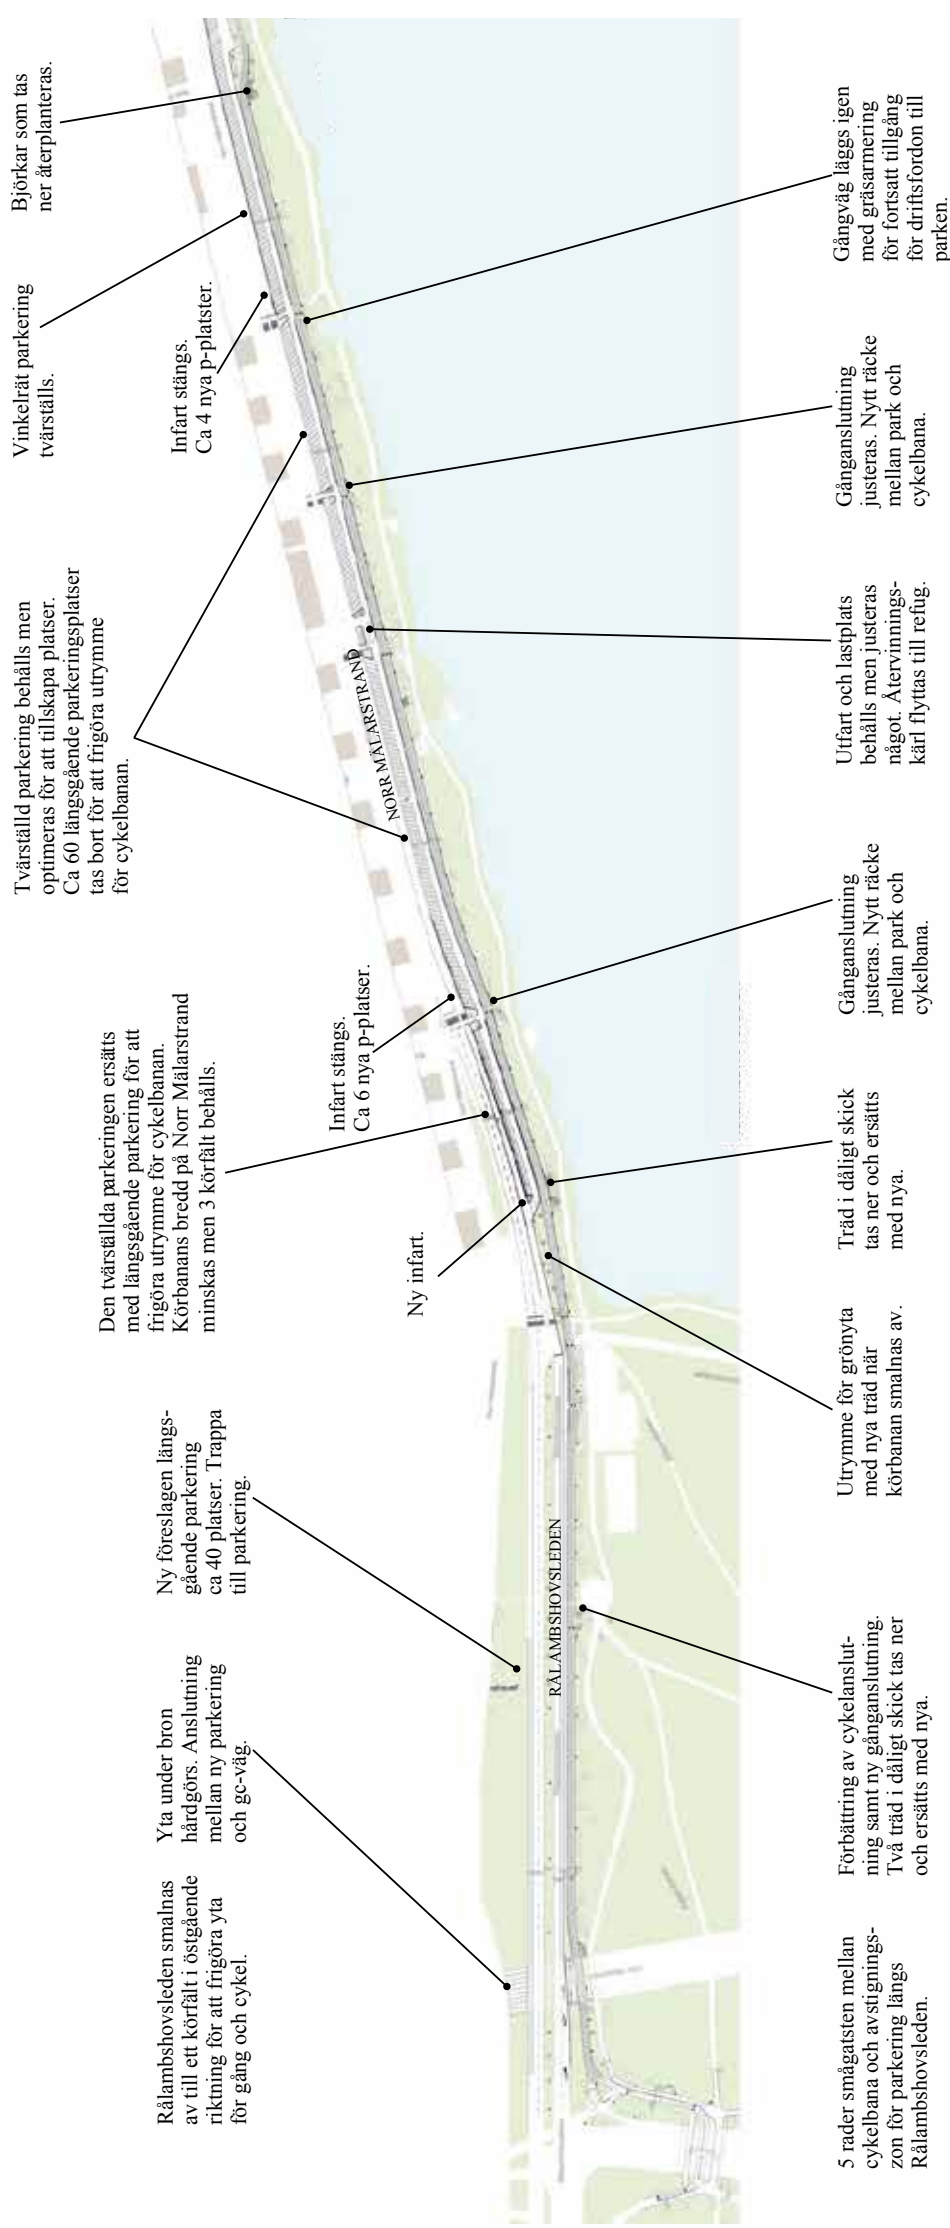 Rålambshovsleden smalnas
av till ett körfält i östgående
riktning för att frigöra yta
för gång och cykel.
Yta under bron
hårdgörs. Anslutning
mellan ny parkering
och gc-väg.
Ny föreslagen längs-
gående parkering
ca 40 platser. Trappa
till parkering.
Den tvärställda parkeringen ersätts
med längsgående parkering för att
frigöra utrymme för cykelbanan.
Körbanans bredd på Norr Mälarstrand
minskas men 3 körfält behålls.
Ny infart.
Infart stängs.
Ca 6 nya p-platser.
Tvärställd parkering behålls men
optimeras för att tillskapa platser.
Ca 60 längsgående parkeringsplatser
tas bort för att frigöra utrymme
för cykelbanan.
Infart stängs.
Ca 4 nya p-platster.
Vinkelrät parkering
tvärställs.
Björkar som tas
ner återplanteras.
RÅLAMBSHOVSLEDEN
NORR MÄLARSTRAND
5 rader smågatsten mellan
cykelbana och avstignings-
zon för parkering längs
Rålambshovsleden.
Förbättring av cykelanslut-
ning samt ny gånganslutning.
Två träd i dåligt skick tas ner
och ersätts med nya.
Utrymme för grönyta
med nya träd när
körbanan smalnas av.
Träd i dåligt skick
tas ner och ersätts
med nya.
Gånganslutning
justeras. Nytt räcke
mellan park och
cykelbana.
Utfart och lastplats
behålls men justeras
något. Återvinnings-
kärl flyttas till refug.
Gånganslutning
justeras. Nytt räcke
mellan park och
cykelbana.
Gångväg läggs igen
med gräsarmering
för fortsatt tillgång
för driftsfordon till
parken.